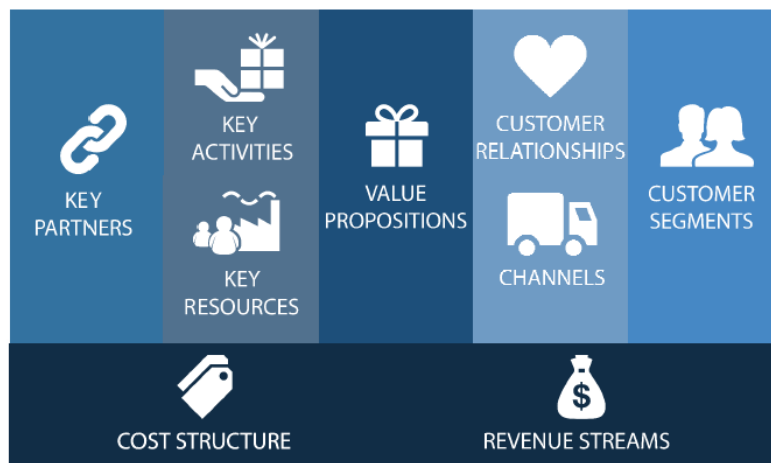 KEY
PARTNERS
KEY
ACTIVITIES
KEY
RESOURCES
VALUE
PROPOSITIONS
CUSTOMER
RELATIONSHIPS
CHANNELS
CUSTOMER
SEGMENTS
COST STRUCTURE
$
REVENUE STREAMS